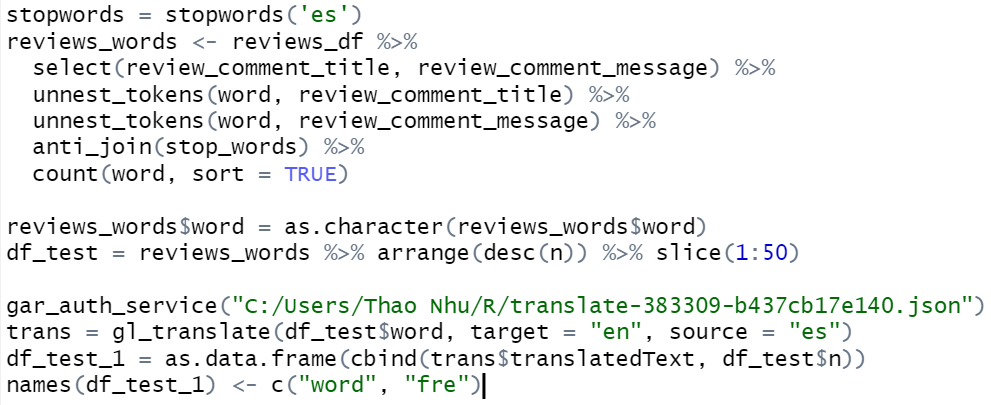 stopwords = stopwords('es')
reviews_words <- reviews_df %>%
  select(review_comment_title, review_comment_message) %>%
  unnest_tokens(word, review_comment_title) %>%
  unnest_tokens(word, review_comment_message) %>%
  anti_join(stop_words) %>%
  count(word, sort = TRUE)

reviews_words$word = as.character(reviews_words$word)
df_test = reviews_words %>% arrange(desc(n)) %>% slice(1:50)

gar_auth_service("C:/Users/Thao Nhu/R/translate-383309-b437cb17e140.json")
trans = gl_translate(df_test$word, target = "en", source = "es")
df_test_1 = as.data.frame(cbind(trans$translatedText, df_test$n))
names(df_test_1) <- c("word", "fre")